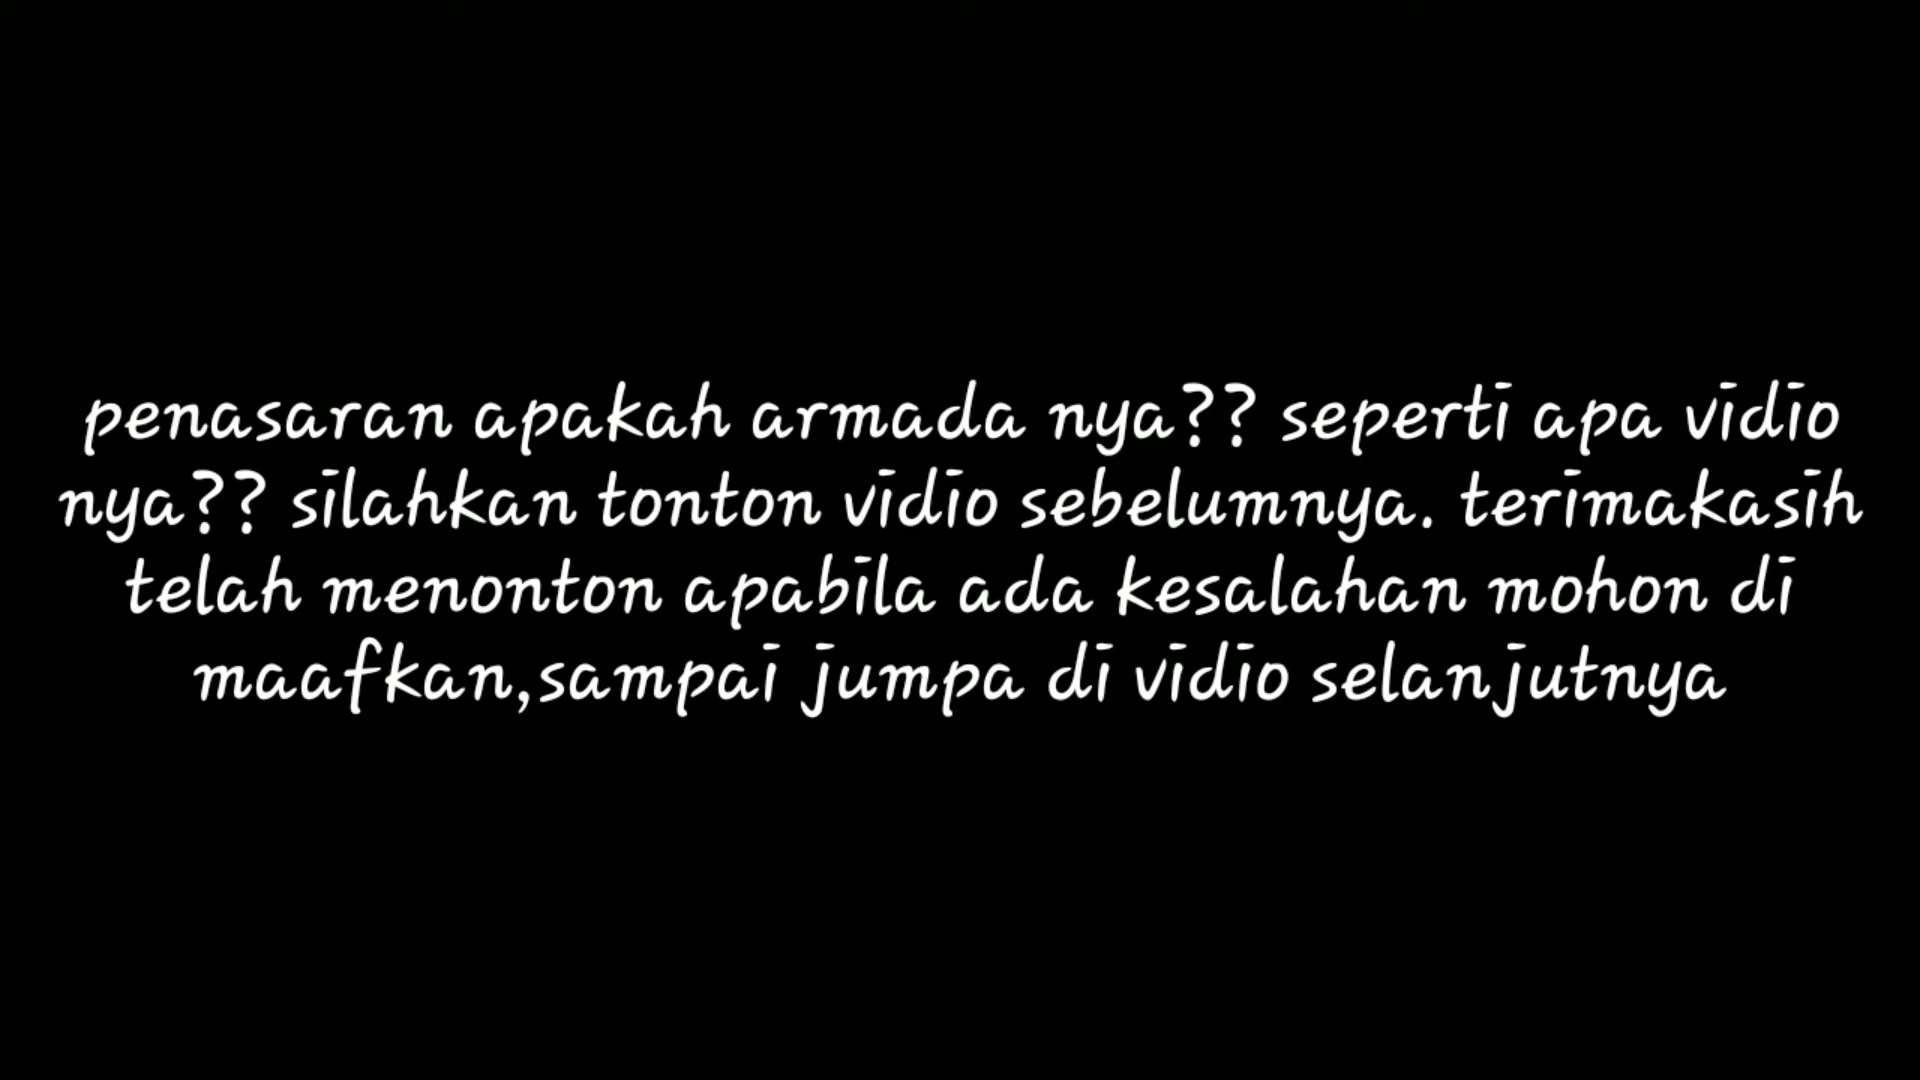 penasaran apakah armada nya?? seperti apa vidio
nya?? silahkan tonton vidio sebelumnya. terimakasih
telah menonton apabila ada kesalahan mohon di
maafkan,sampai jumpa di vidio selanjutnya